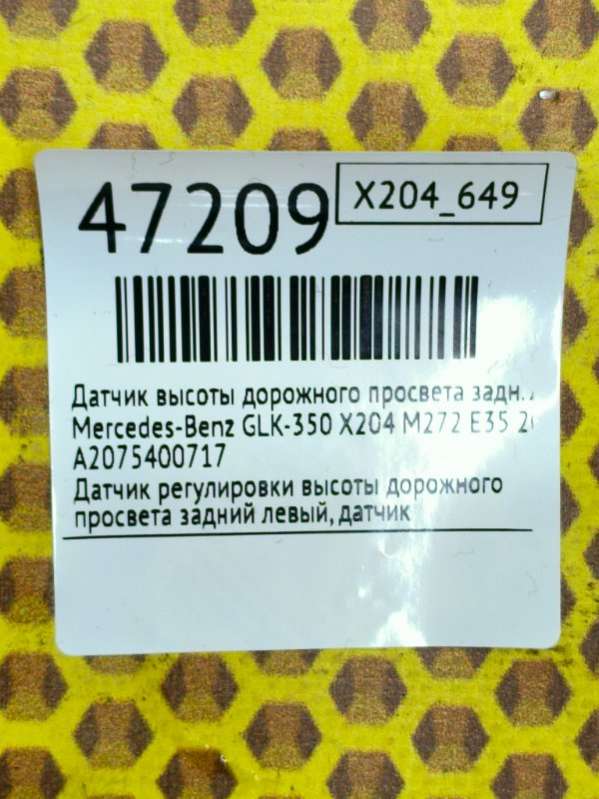 47209
X204_649
Датчик высоты дорожного просвета задн.
Mercedes-Benz GLK-350 X204 M272 E35
A2075400717
Датчик регулировки высоты дорожного
просвета задний левый, датчик